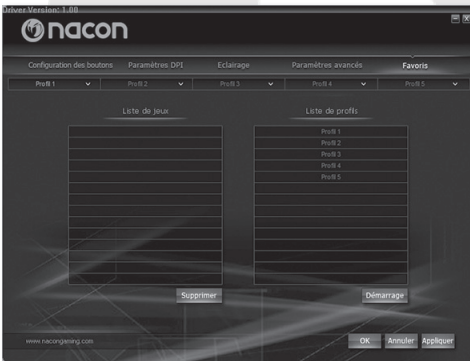 Driver Version: 1.00
nacon
Configuration des boutons Paramètres DPI Eclairage Paramètres avancés Favoris
Profil 1 Profil 2 Profil 3 Profil 4 Profil 5
Liste de jeux Liste de profils
Profil 1
Profil 2
Profil 3
Profil 4
Profil 5
Supprimer Démarrage
www.nacongaming.com OK Annuler Appliquer